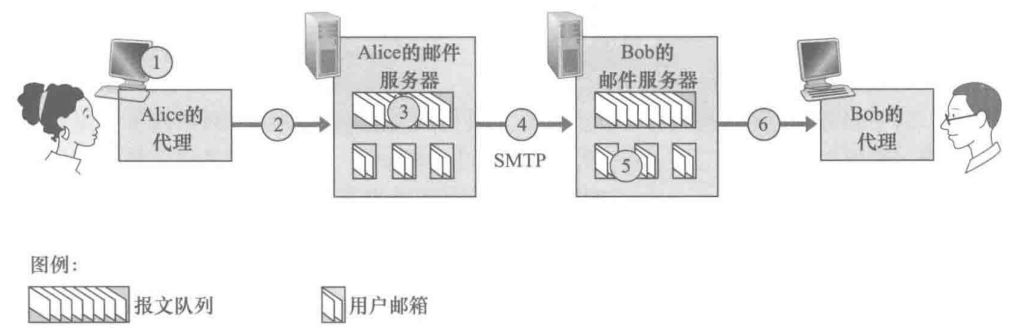 ①
Alice的邮件
服务器
Bob的
邮件服务器
Alice的
代理
②
③
④
SMTP
⑤
⑥
Bob的
代理
图例：
报文队列
用户邮箱